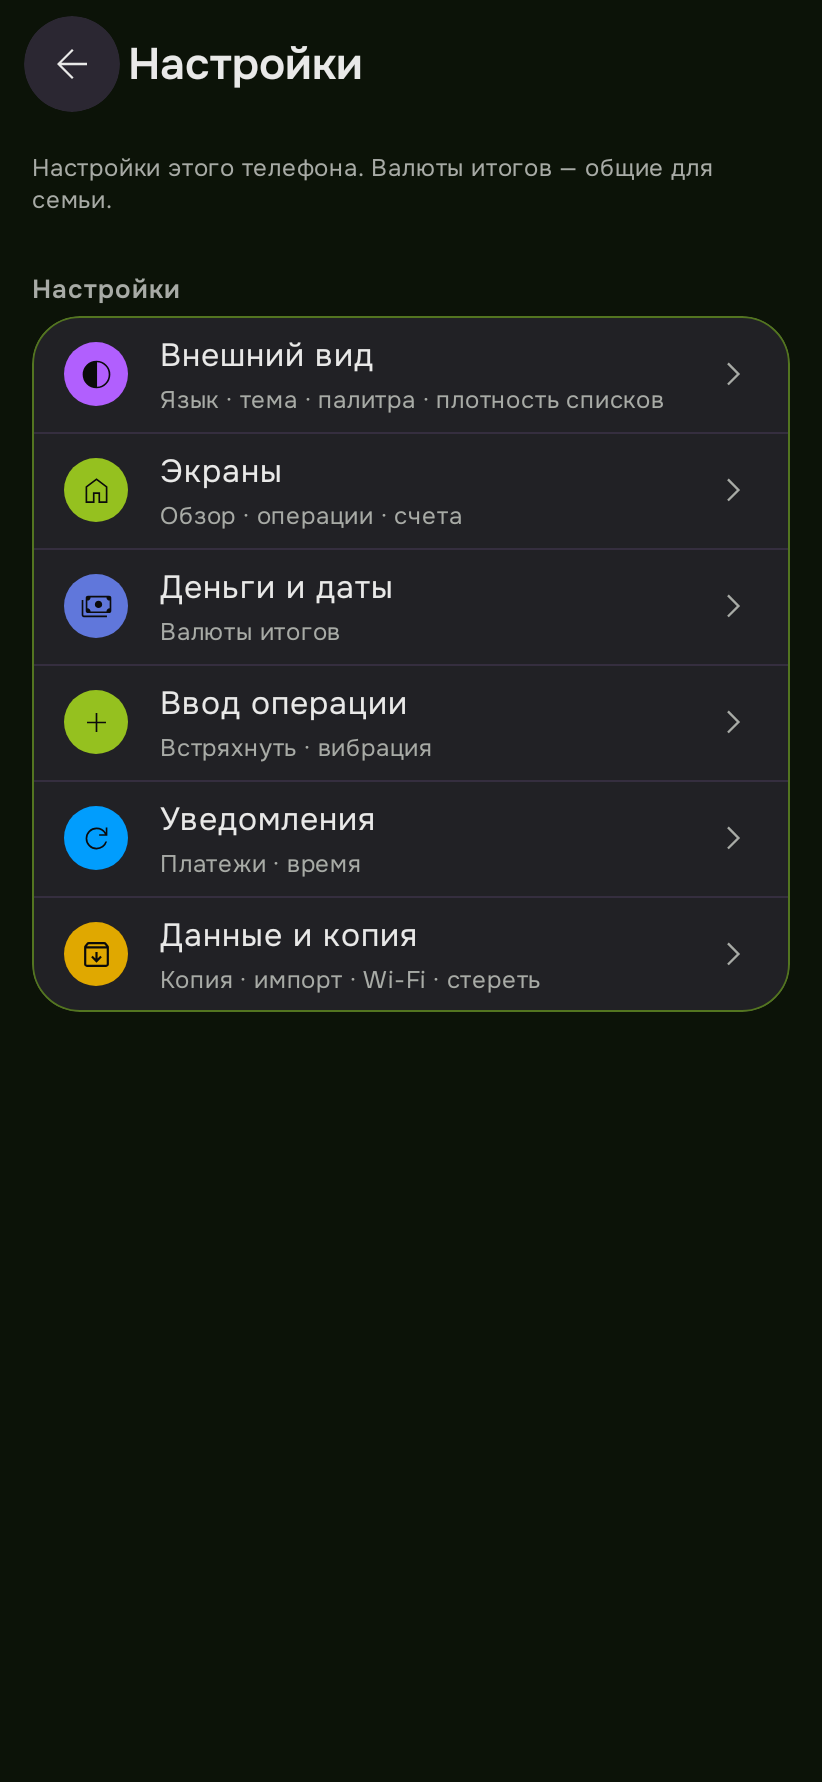 Настройки
Настройки этого телефона. Валюты итогов — общие для
семьи.
Настройки
Внешний вид
Язык · тема · палитра · плотность списков
Экраны
Обзор · операции · счета
Деньги и даты
Валюты итогов
Ввод операции
Встряхнуть · вибрация
Уведомления
Платежи · время
Данные и копия
Копия · импорт · Wi-Fi · стереть